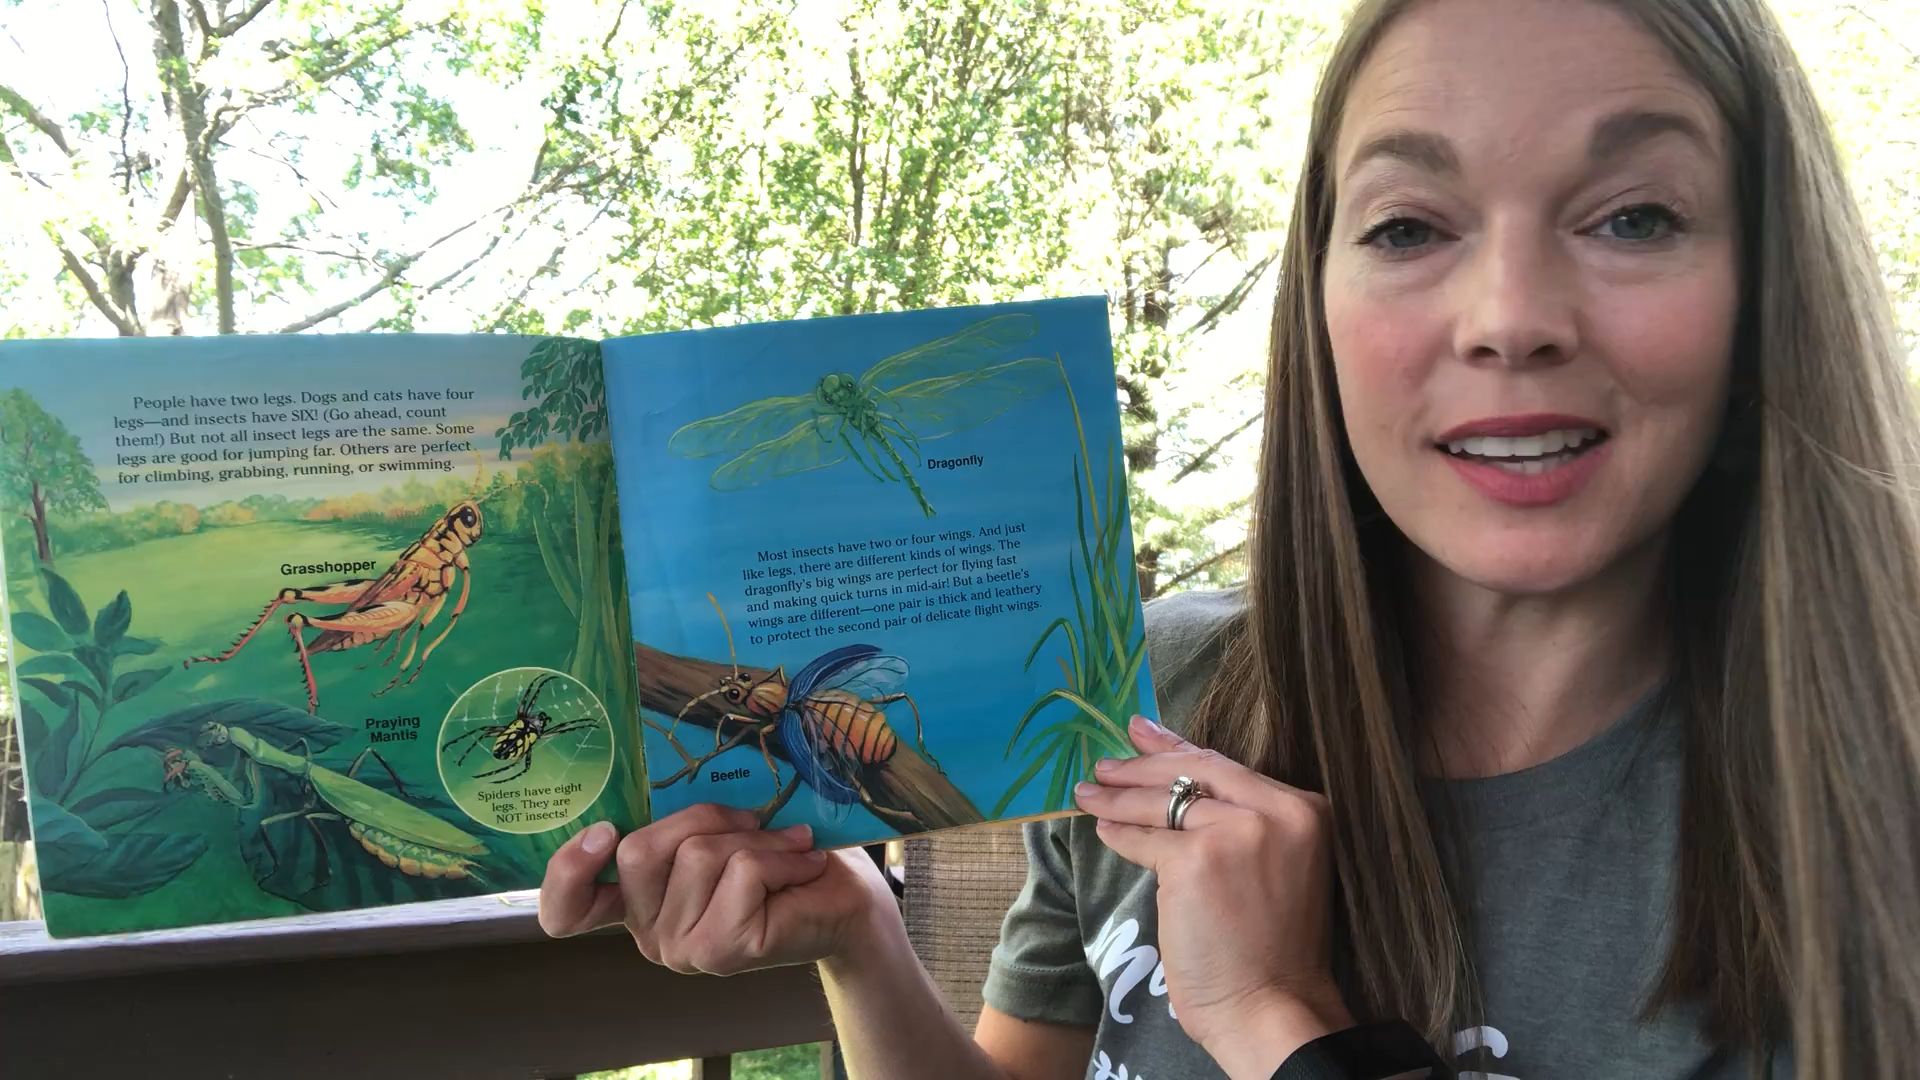 People have two legs. Dogs and cats have four
legs—and insects have SIX! (Go ahead, count
them!) But not all insect legs are the same. Some
legs are good for jumping far. Others are perfect
for climbing, grabbing, running, or swimming.
Grasshopper
Praying
Mantis
Spiders have eight
legs. They are
NOT insects!
Dragonfly
Most insects have two or four wings. And just
like legs, there are different kinds of wings. The
dragonfly's big wings are perfect for flying fast
and making quick turns in mid-air! But a beetle's
wings are different—one pair is thick and leathery
to protect the second pair of delicate flight wings.
Beetle